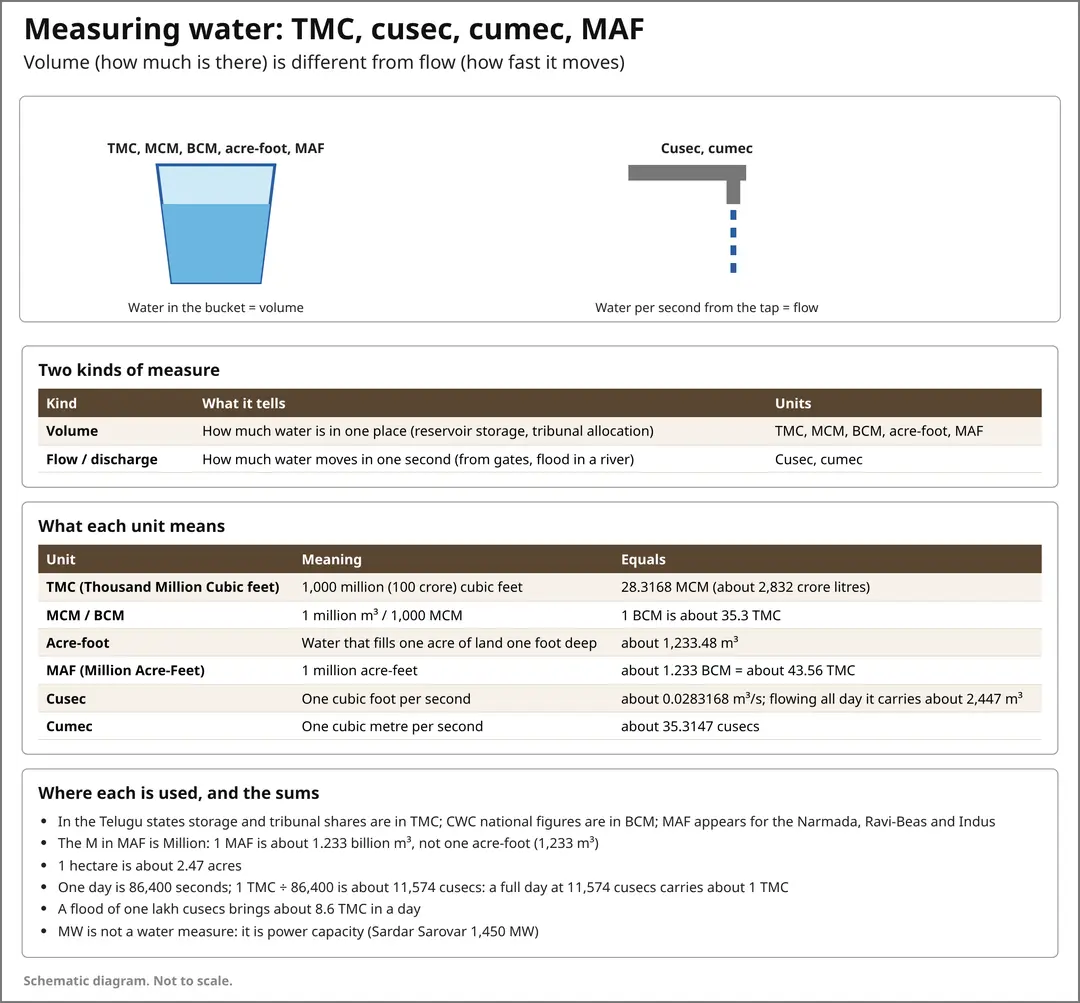 Measuring water: TMC, cusec, cumec, MAF
Volume (how much is there) is different from flow (how fast it moves)
TMC, MCM, BCM, acre-foot, MAF
Cusec, cumec
Water in the bucket = volume
Water per second from the tap = flow
Two kinds of measure
Kind What it tells Units
Volume How much water is in one place (reservoir storage, tribunal allocation) TMC, MCM, BCM, acre-foot, MAF
Flow / discharge How much water moves in one second (from gates, flood in a river) Cusec, cumec
What each unit means
Unit Meaning Equals
TMC (Thousand Million Cubic feet) 1,000 million (100 crore) cubic feet 28.3168 MCM (about 2,832 crore litres)
MCM / BCM 1 million m³ / 1,000 MCM 1 BCM is about 35.3 TMC
Acre-foot Water that fills one acre of land one foot deep about 1,233.48 m³
MAF (Million Acre-Feet) 1 million acre-feet about 1.233 BCM = about 43.56 TMC
Cusec One cubic foot per second about 0.0283168 m³/s; flowing all day it carries about 2,447 m³
Cumec One cubic metre per second about 35.3147 cusecs
Where each is used, and the sums
• In the Telugu states storage and tribunal shares are in TMC; CWC national figures are in BCM; MAF appears for the Narmada, Ravi-Beas and Indus
• The M in MAF is Million: 1 MAF is about 1.233 billion m³, not one acre-foot (1,233 m³)
• 1 hectare is about 2.47 acres
• One day is 86,400 seconds; 1 TMC ÷ 86,400 is about 11,574 cusecs: a full day at 11,574 cusecs carries about 1 TMC
• A flood of one lakh cusecs brings about 8.6 TMC in a day
• MW is not a water measure: it is power capacity (Sardar Sarovar 1,450 MW)
Schematic diagram. Not to scale.